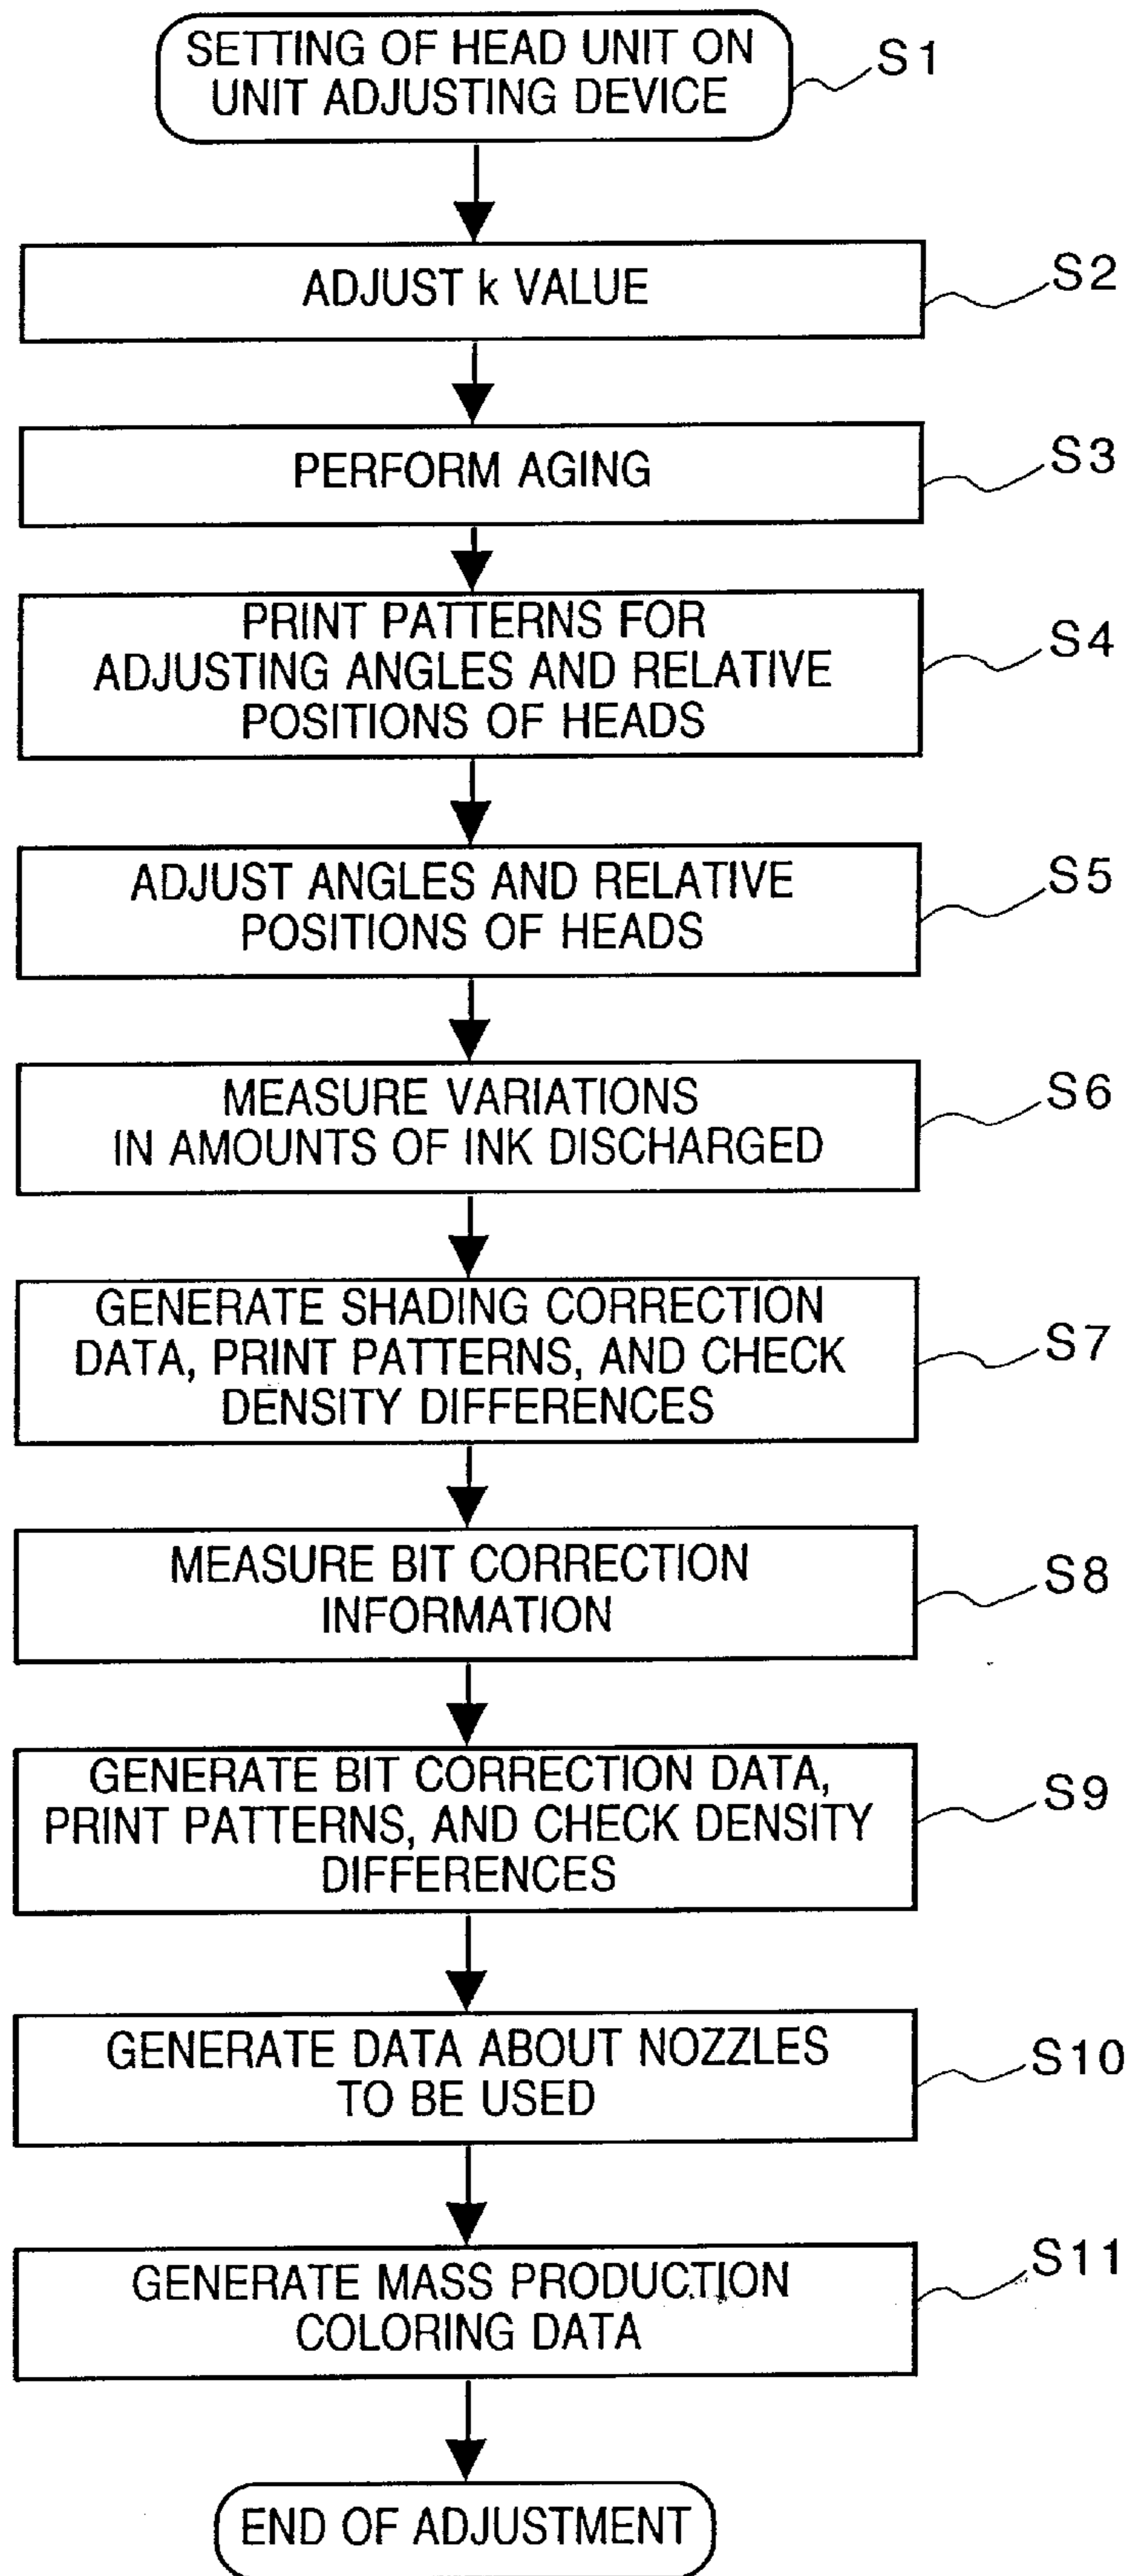 SETTING OF HEAD UNIT ON
UNIT ADJUSTING DEVICE
S1
ADJUST k VALUE
S2
PERFORM AGING
S3
PRINT PATTERNS FOR
ADJUSTING ANGLES AND RELATIVE
POSITIONS OF HEADS
S4
ADJUST ANGLES AND RELATIVE
POSITIONS OF HEADS
S5
MEASURE VARIATIONS
IN AMOUNTS OF INK DISCHARGED
S6
GENERATE SHADING CORRECTION
DATA, PRINT PATTERNS, AND CHECK
DENSITY DIFFERENCES
S7
MEASURE BIT CORRECTION
INFORMATION
S8
GENERATE BIT CORRECTION DATA,
PRINT PATTERNS, AND CHECK DENSITY
DIFFERENCES
S9
GENERATE DATA ABOUT NOZZLES
TO BE USED
S10
GENERATE MASS PRODUCTION
COLORING DATA
S11
END OF ADJUSTMENT